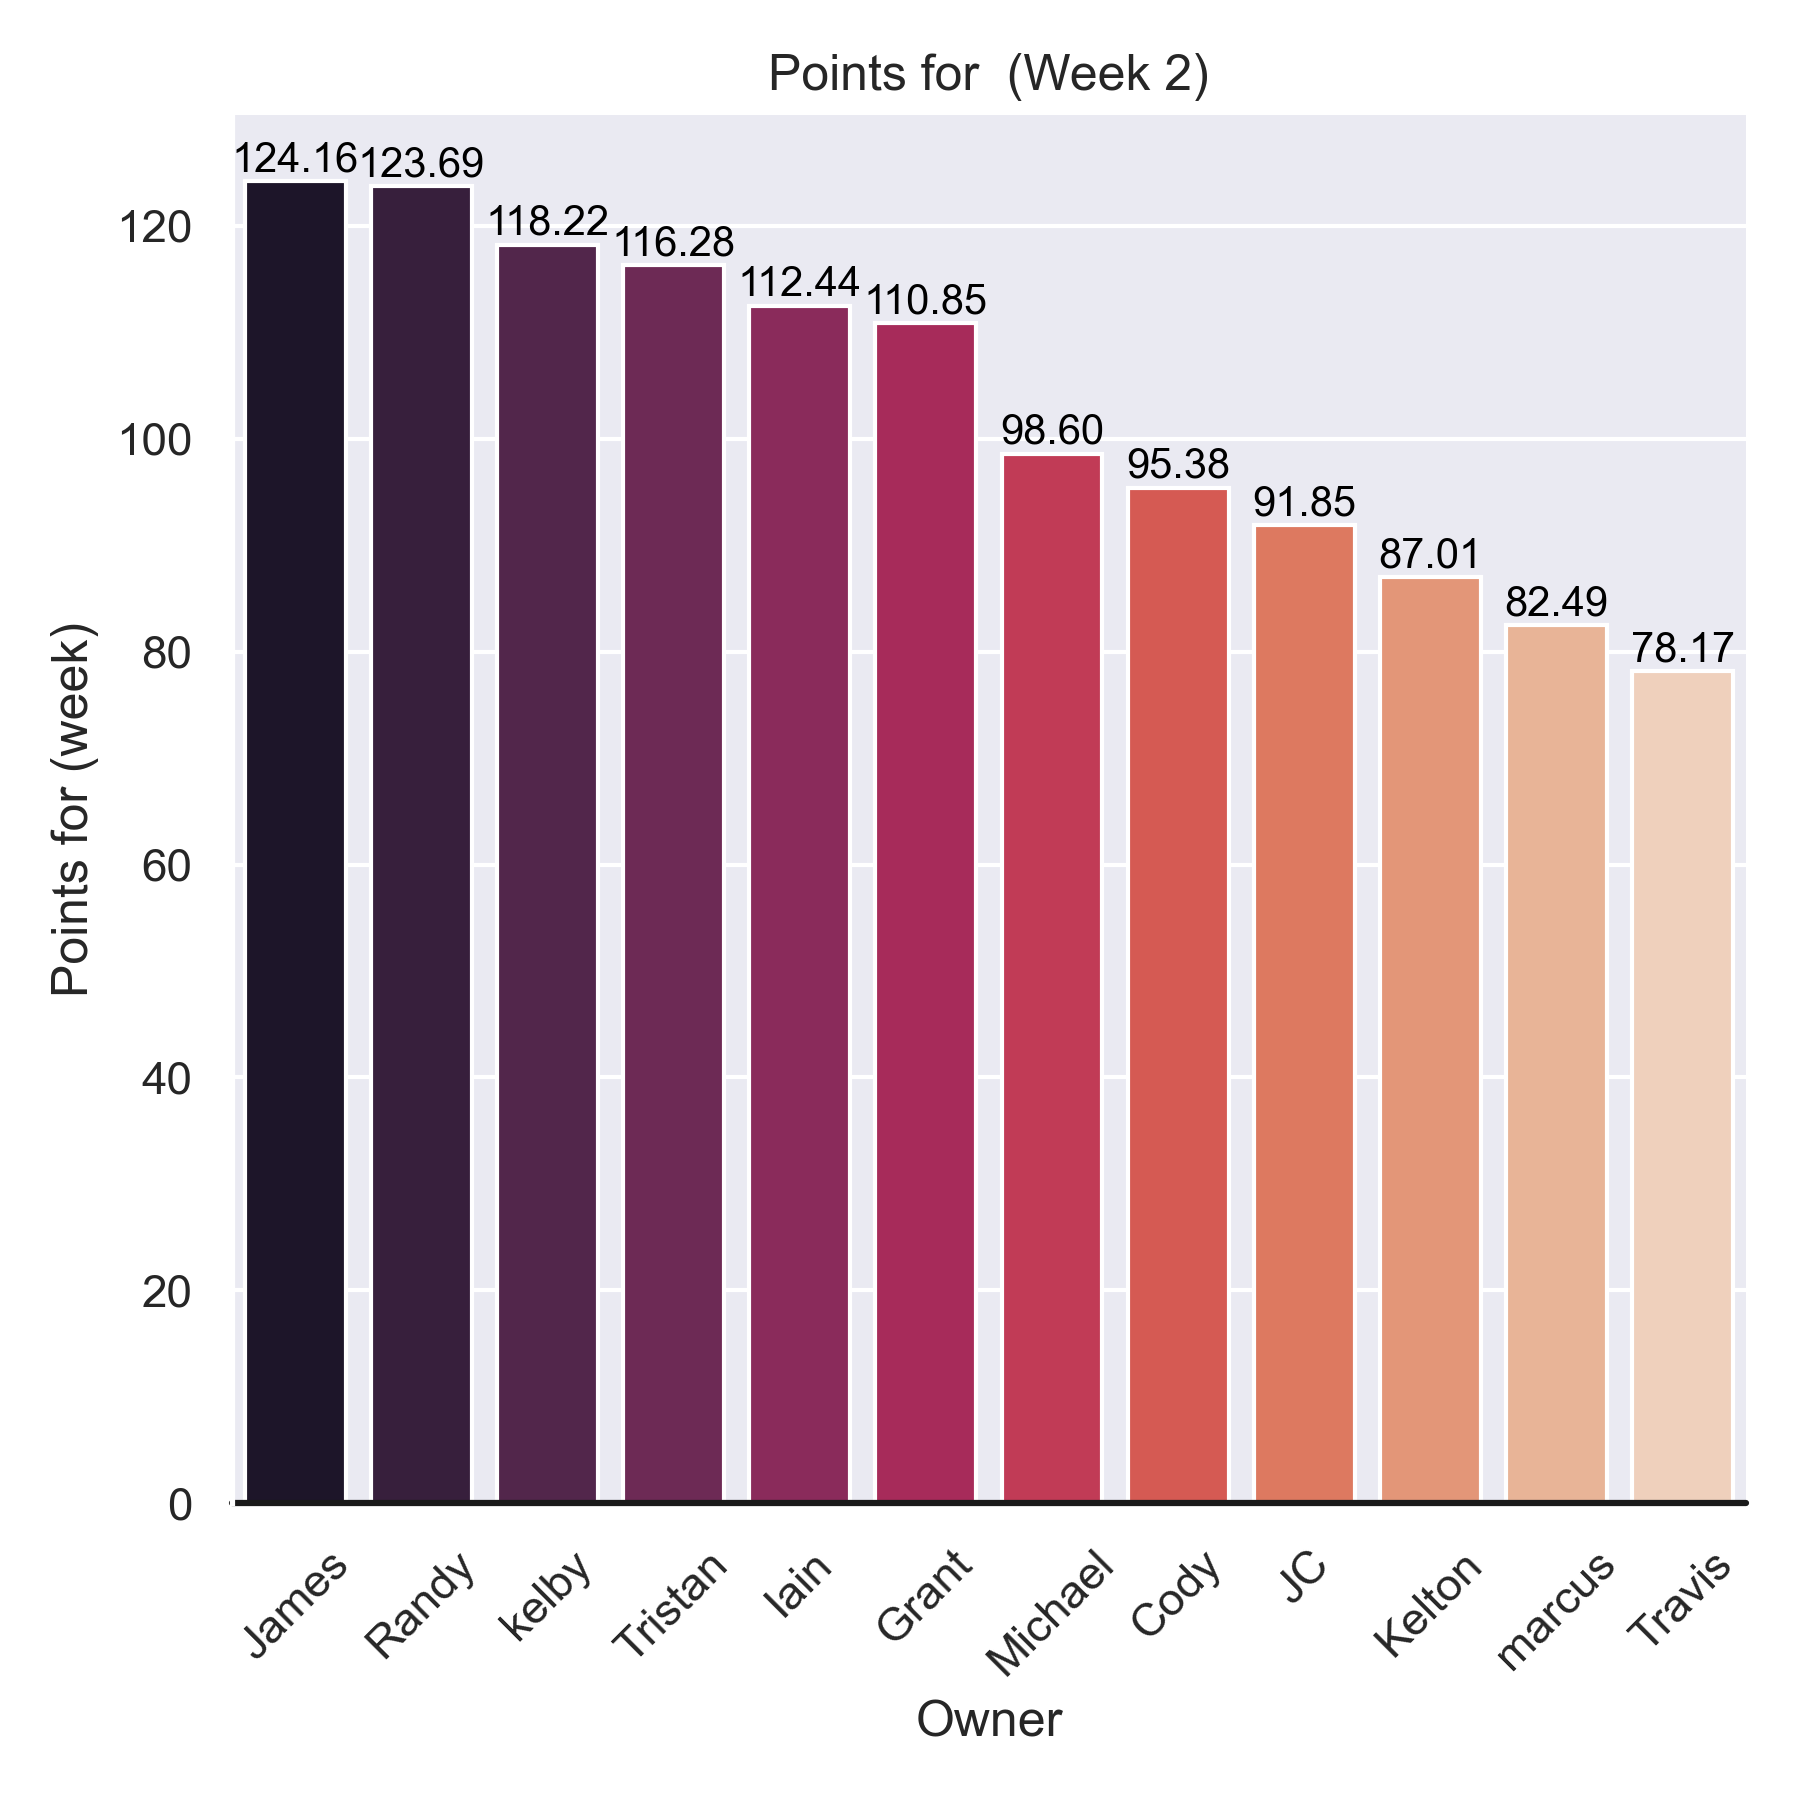 Points for  (Week 2)
124.16
123.69
118.22
116.28
112.44
110.85
98.60
95.38
91.85
87.01
82.49
78.17
Points for (week)
120
100
80
60
40
20
0
James
Randy
kelby
Tristan
Iain
Grant
Michael
Cody
JC
Kelton
marcus
Travis
Owner